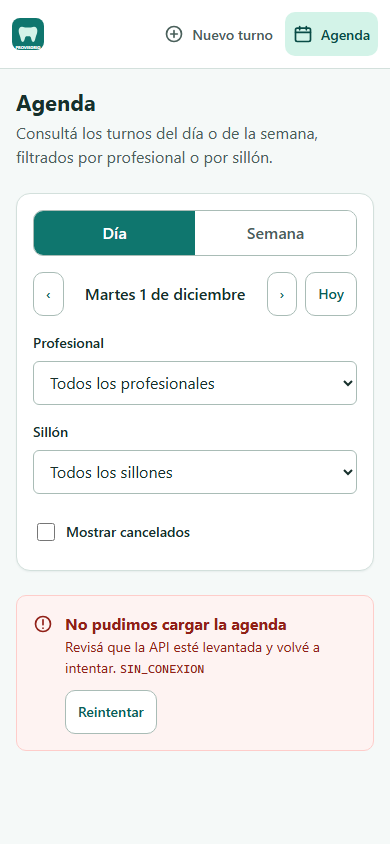 PROVISORIO
Nuevo turno
Agenda
Agenda
Consultá los turnos del día o de la semana,
filtrados por profesional o por sillón.
Día
Semana
‹
Martes 1 de diciembre
›
Hoy
Profesional
Todos los profesionales
Sillón
Todos los sillones
Mostrar cancelados
No pudimos cargar la agenda
Revisá que la API esté levantada y volvé a
intentar. SIN_CONEXION
Reintentar